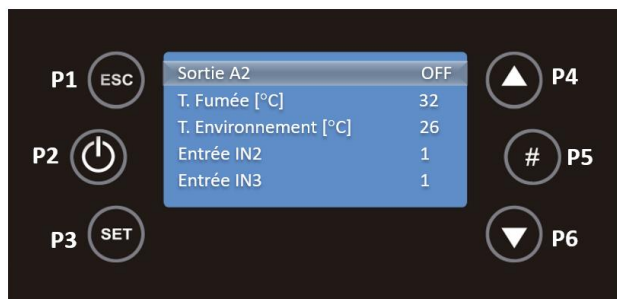 P1 ESC
P2
P3 SET
Sortie A2 OFF
T. Fumée [°C] 32
T. Environnement [°C] 26
Entrée IN2 1
Entrée IN3 1
P4
# P5
P6